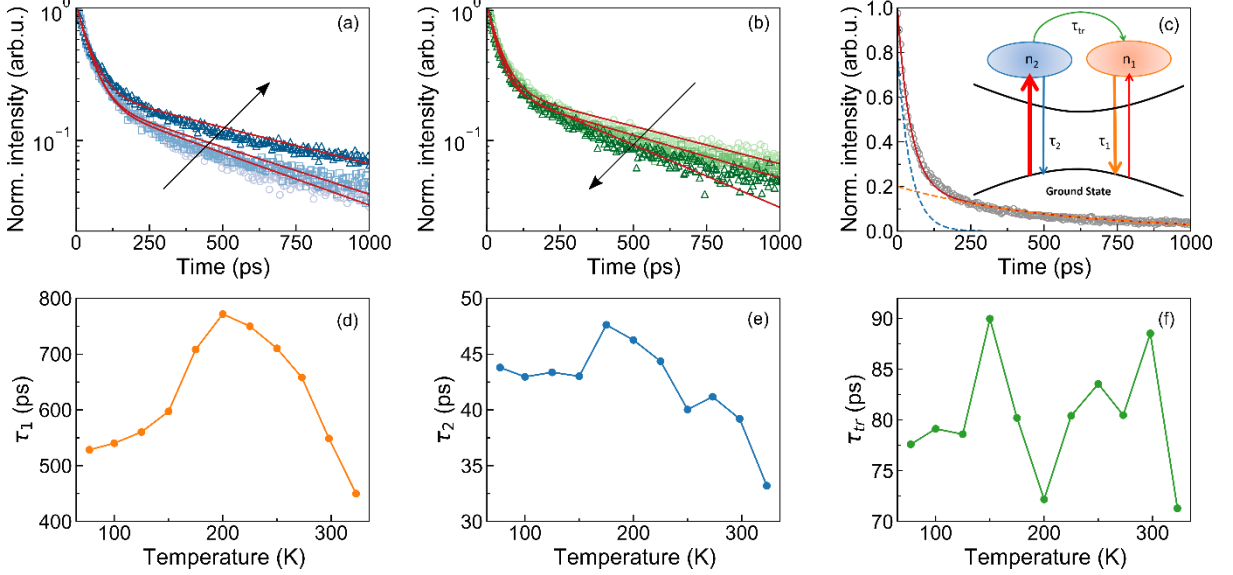 (a)
Norm. intensity (arb.u.)
10⁰
10⁻¹
0 250 500 750 1000
Time (ps)
(b)
Norm. intensity (arb.u.)
10⁰
10⁻¹
0 250 500 750 1000
Time (ps)
(c)
Norm. intensity (arb.u.)
1.0
0.8
0.6
0.4
0.2
0.0
τtr
n₂
n₁
τ₂
τ₁
Ground State
0 250 500 750 1000
Time (ps)
(d)
τ₁ (ps)
800
700
600
500
400
100 200 300
Temperature (K)
(e)
τ₂ (ps)
50
45
40
35
30
100 200 300
Temperature (K)
(f)
τtr (ps)
90
85
80
75
70
100 200 300
Temperature (K)